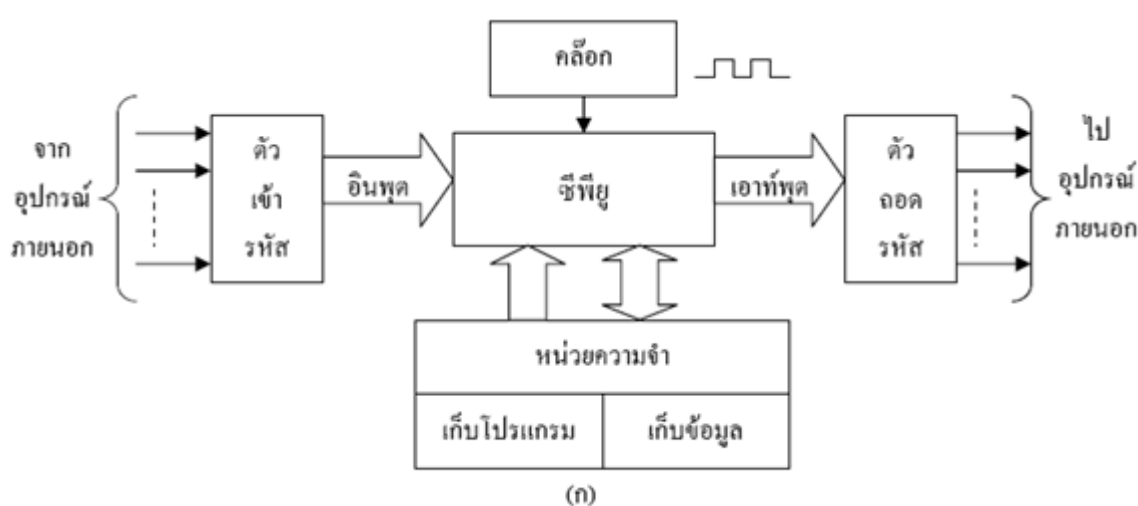 คล๊อก
จาก
อุปกรณ์
ภายนอก
ตัว
เข้า
รหัส
อินพุต
ซีพียู
เอาท์พุต
ตัว
ถอด
รหัส
ไป
อุปกรณ์
ภายนอก
หน่วยความจำ
เก็บโปรแกรม
เก็บข้อมูล
(ก)